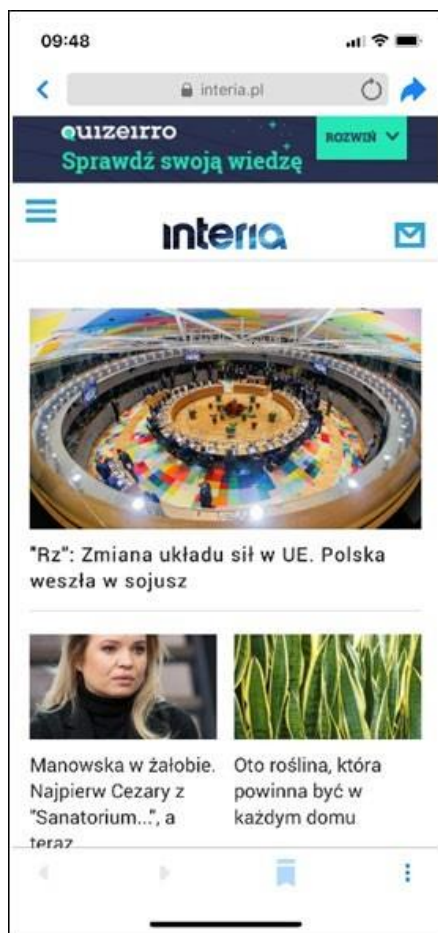 09:48
interia.pl
QUIZEIRRO
Sprawdź swoją wiedzę
ROZWIŃ
interia
"Rz": Zmiana układu sił w UE. Polska
weszła w sojusz
Manowska w żałobie.
Najpierw Cezary z
"Sanatorium...", a
teraz
Oto roślina, która
powinna być w
każdym domu